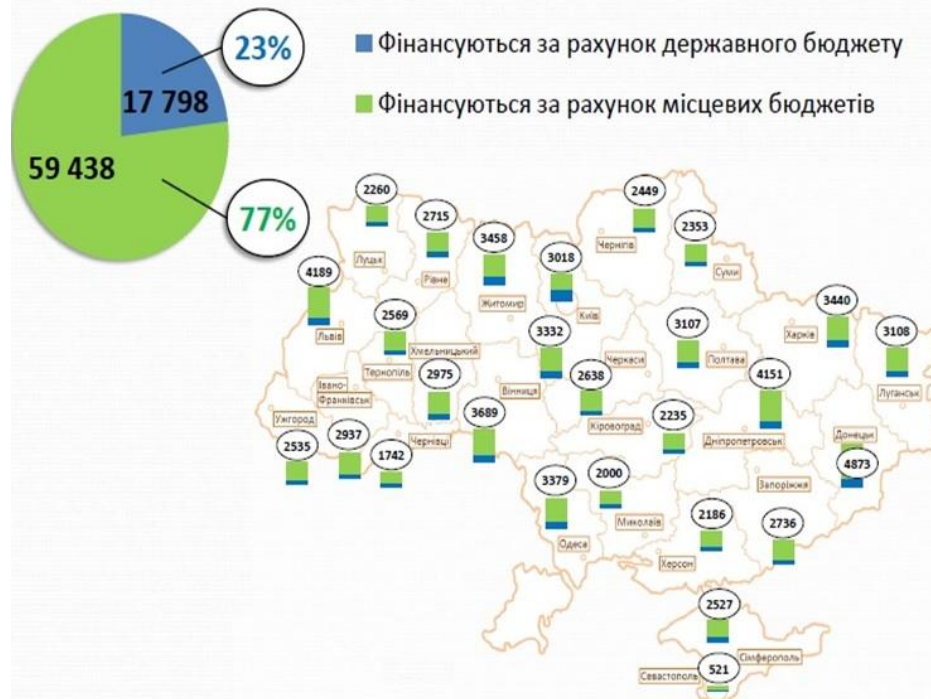 23%
Фінансуються за рахунок державного бюджету
17 798
Фінансуються за рахунок місцевих бюджетів
59 438
77%
2260
2449
2715
2353
3458
Чернігів
3018
Луцьк
Рівне
Суми
4189
Житомир
Київ
3440
2569
Львів
3332
3107
Харків
3108
Хмельницький
Черкаси
Полтава
Тернопіль
2975
Вінниця
2638
4151
Луганськ
Івано-
Франківськ
Ужгород
3689
Кіровоград
2235
Чернівці
Дніпропетровськ
Донецьк
2535
2937
1742
4873
3379
2000
Запоріжжя
2186
Миколаїв
2736
Одеса
Херсон
2527
Сімферополь
Севастополь
521